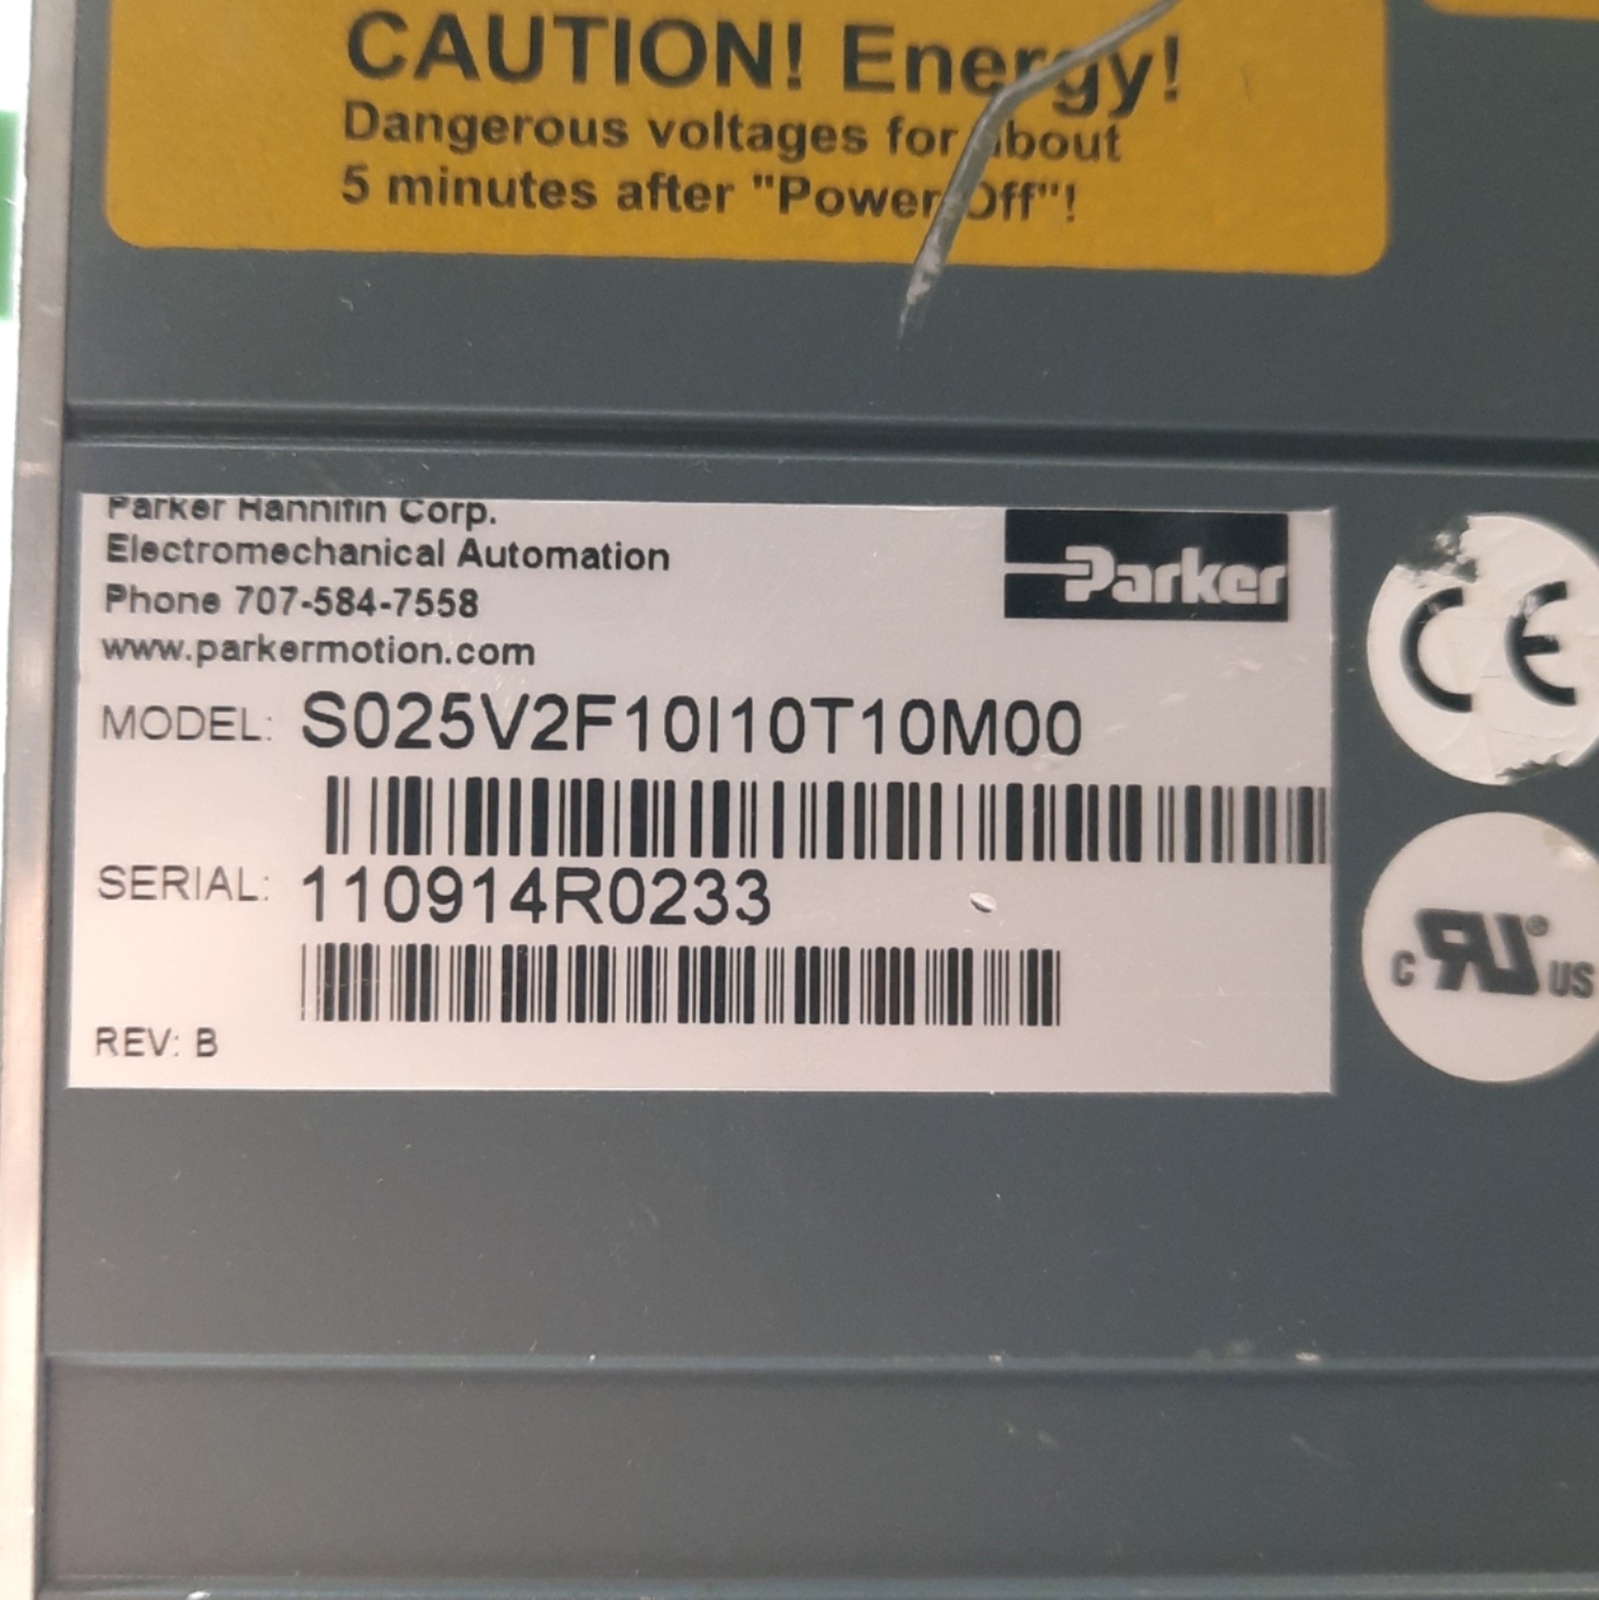 CAUTION! Energy!
Dangerous voltages for about
5 minutes after "Power Off"!
Parker Hannifin Corp.
Electromechanical Automation
Phone 707-584-7558
www.parkermotion.com
Parker
MODEL: S025V2F10I10T10M00
SERIAL: 110914R0233
REV: B
CE
c RU ® US